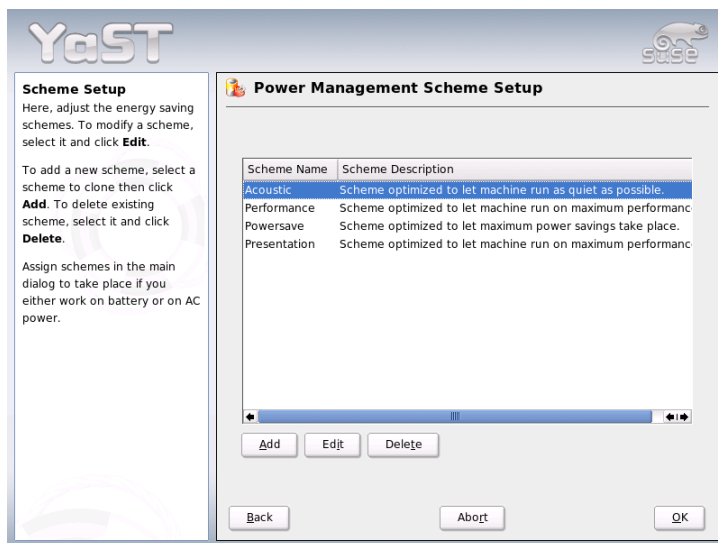 YaST
SUSE
Scheme Setup
Here, adjust the energy saving
schemes. To modify a scheme,
select it and click Edit.
To add a new scheme, select a
scheme to clone then click
Add. To delete existing
scheme, select it and click
Delete.
Assign schemes in the main
dialog to take place if you
either work on battery or on AC
power.
Power Management Scheme Setup
Scheme Name Scheme Description
Acoustic Scheme optimized to let machine run as quiet as possible.
Performance Scheme optimized to let machine run on maximum performanc
Powersave Scheme optimized to let maximum power savings take place.
Presentation Scheme optimized to let machine run on maximum performanc
Add Edit Delete
Back Abort OK